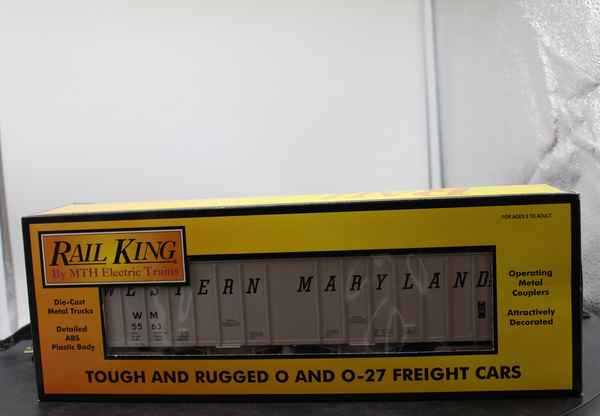 FOR AGES 8 TO ADULT
RAIL KING®
By MTH Electric Trains
WESTERN MARYLAND
WM
5563
Die-Cast
Metal Trucks
Detailed
ABS
Plastic Body
Operating
Metal
Couplers
Attractively
Decorated
TOUGH AND RUGGED O AND O-27 FREIGHT CARS